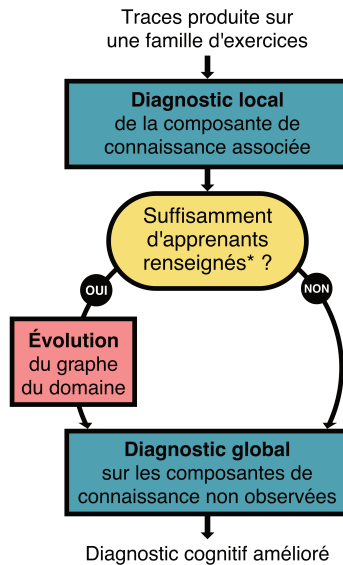 Traces produite sur
une famille d'exercices
Diagnostic local
de la composante de
connaissance associée
Suffisamment
d'apprenants
renseignés* ?
OUI
NON
Évolution
du graphe
du domaine
Diagnostic global
sur les composantes de
connaissance non observées
Diagnostic cognitif amélioré